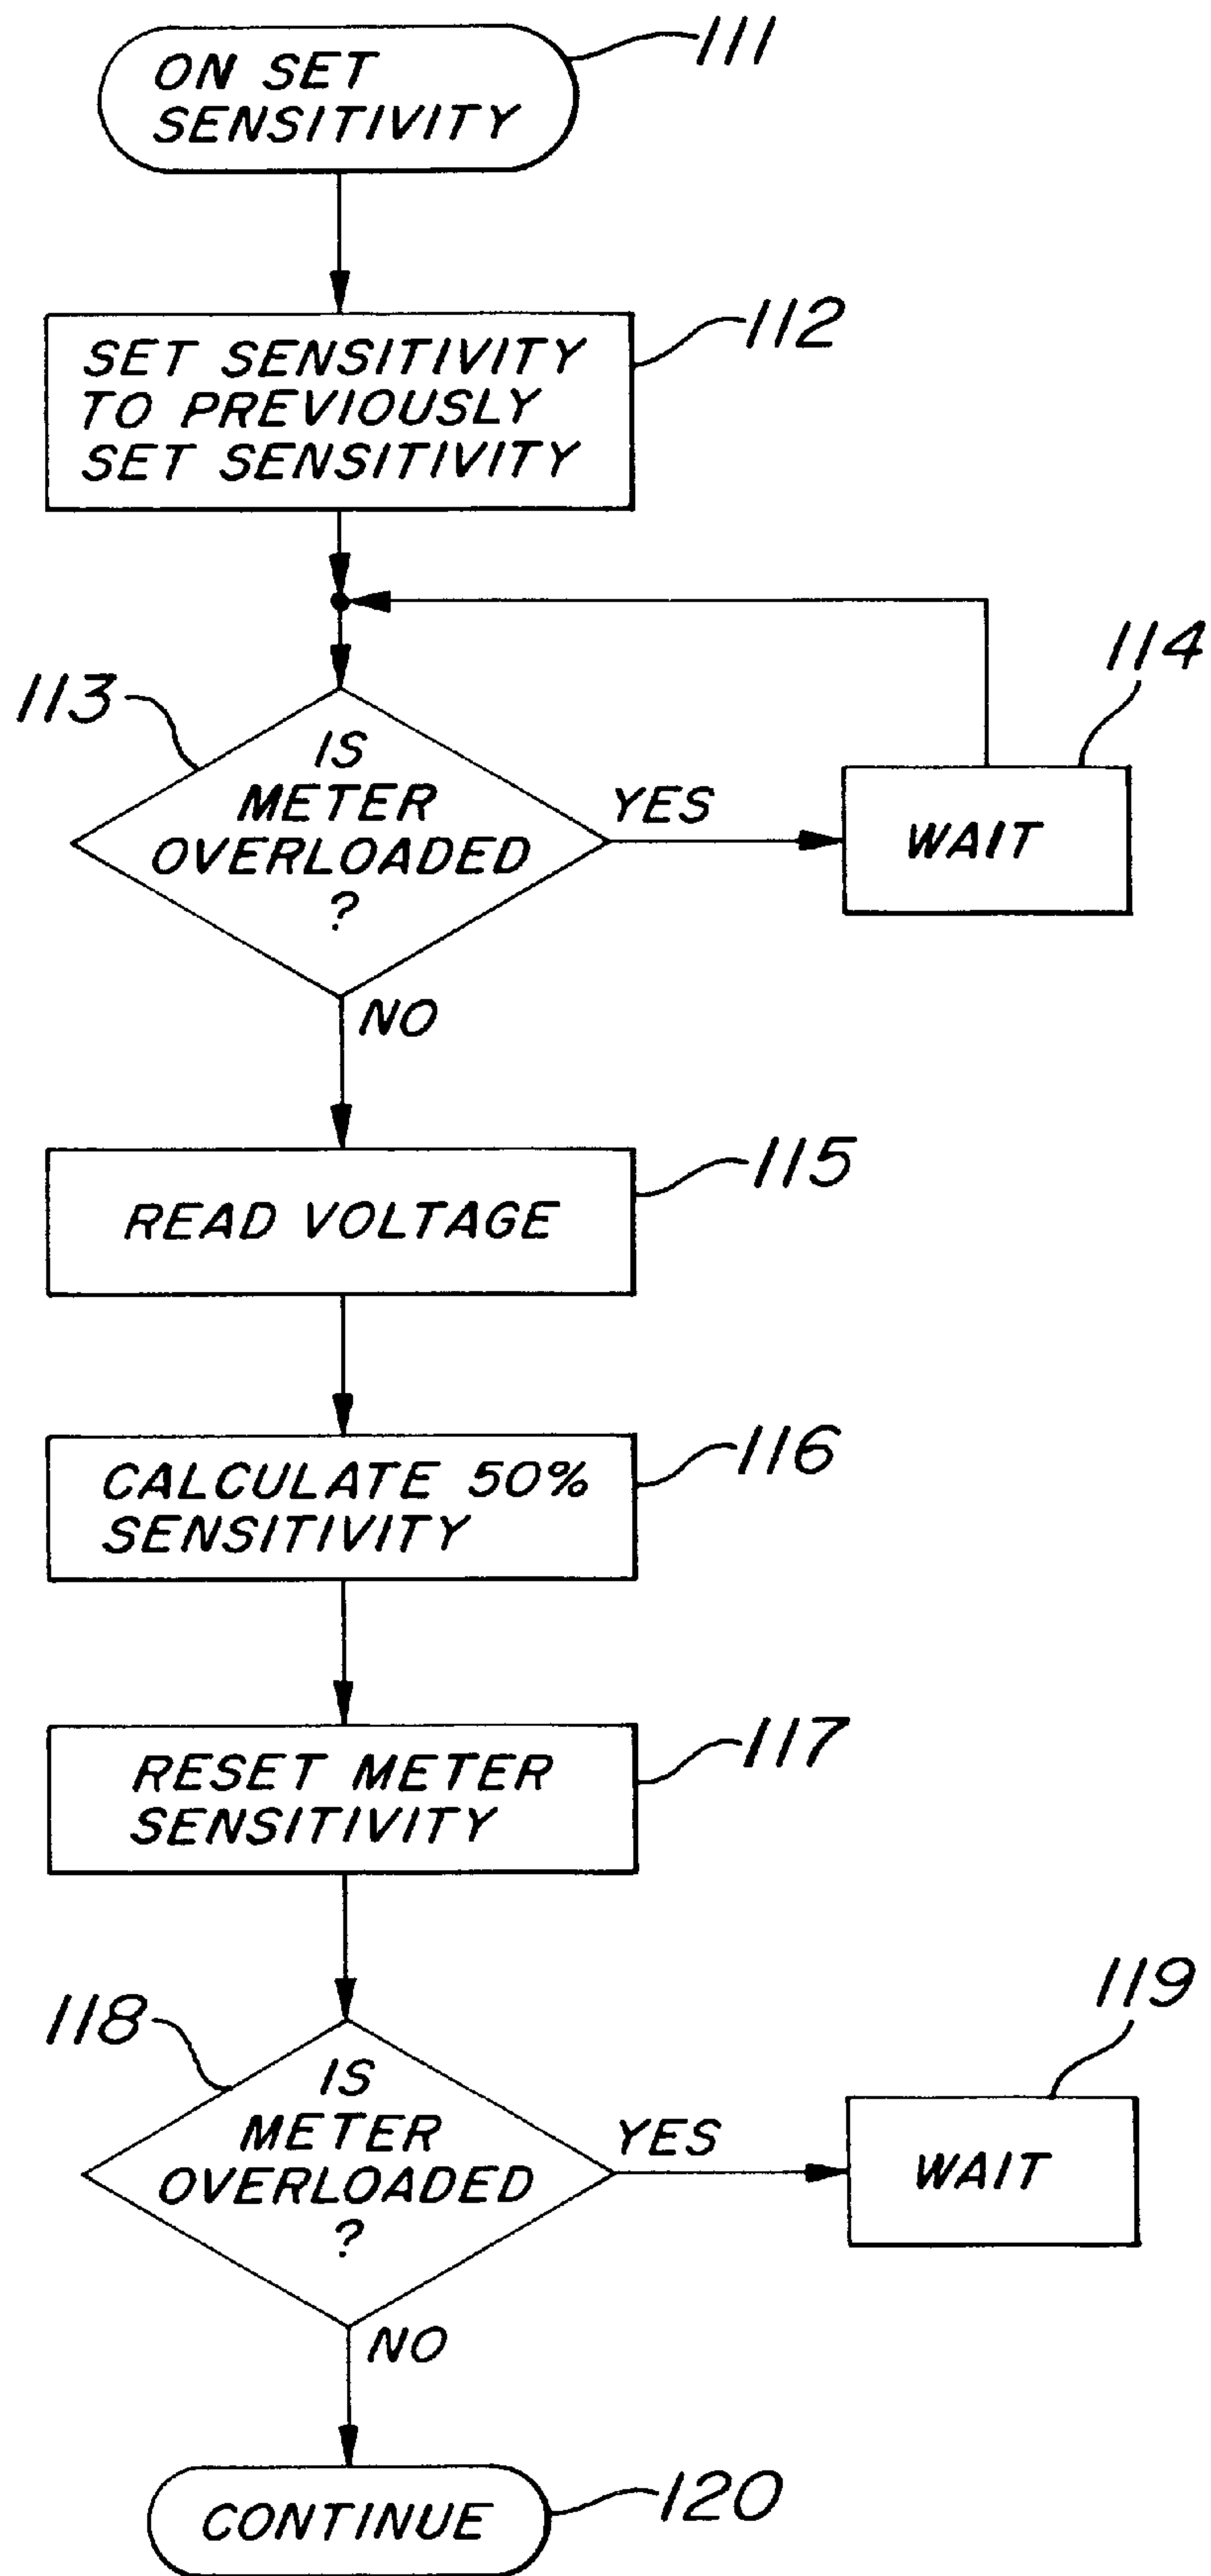 ON SET
SENSITIVITY
111
SET SENSITIVITY
TO PREVIOUSLY
SET SENSITIVITY
112
113
IS
METER
OVERLOADED
?
YES
114
WAIT
NO
READ VOLTAGE
115
CALCULATE 50%
SENSITIVITY
116
RESET METER
SENSITIVITY
117
118
IS
METER
OVERLOADED
?
YES
119
WAIT
NO
CONTINUE
120